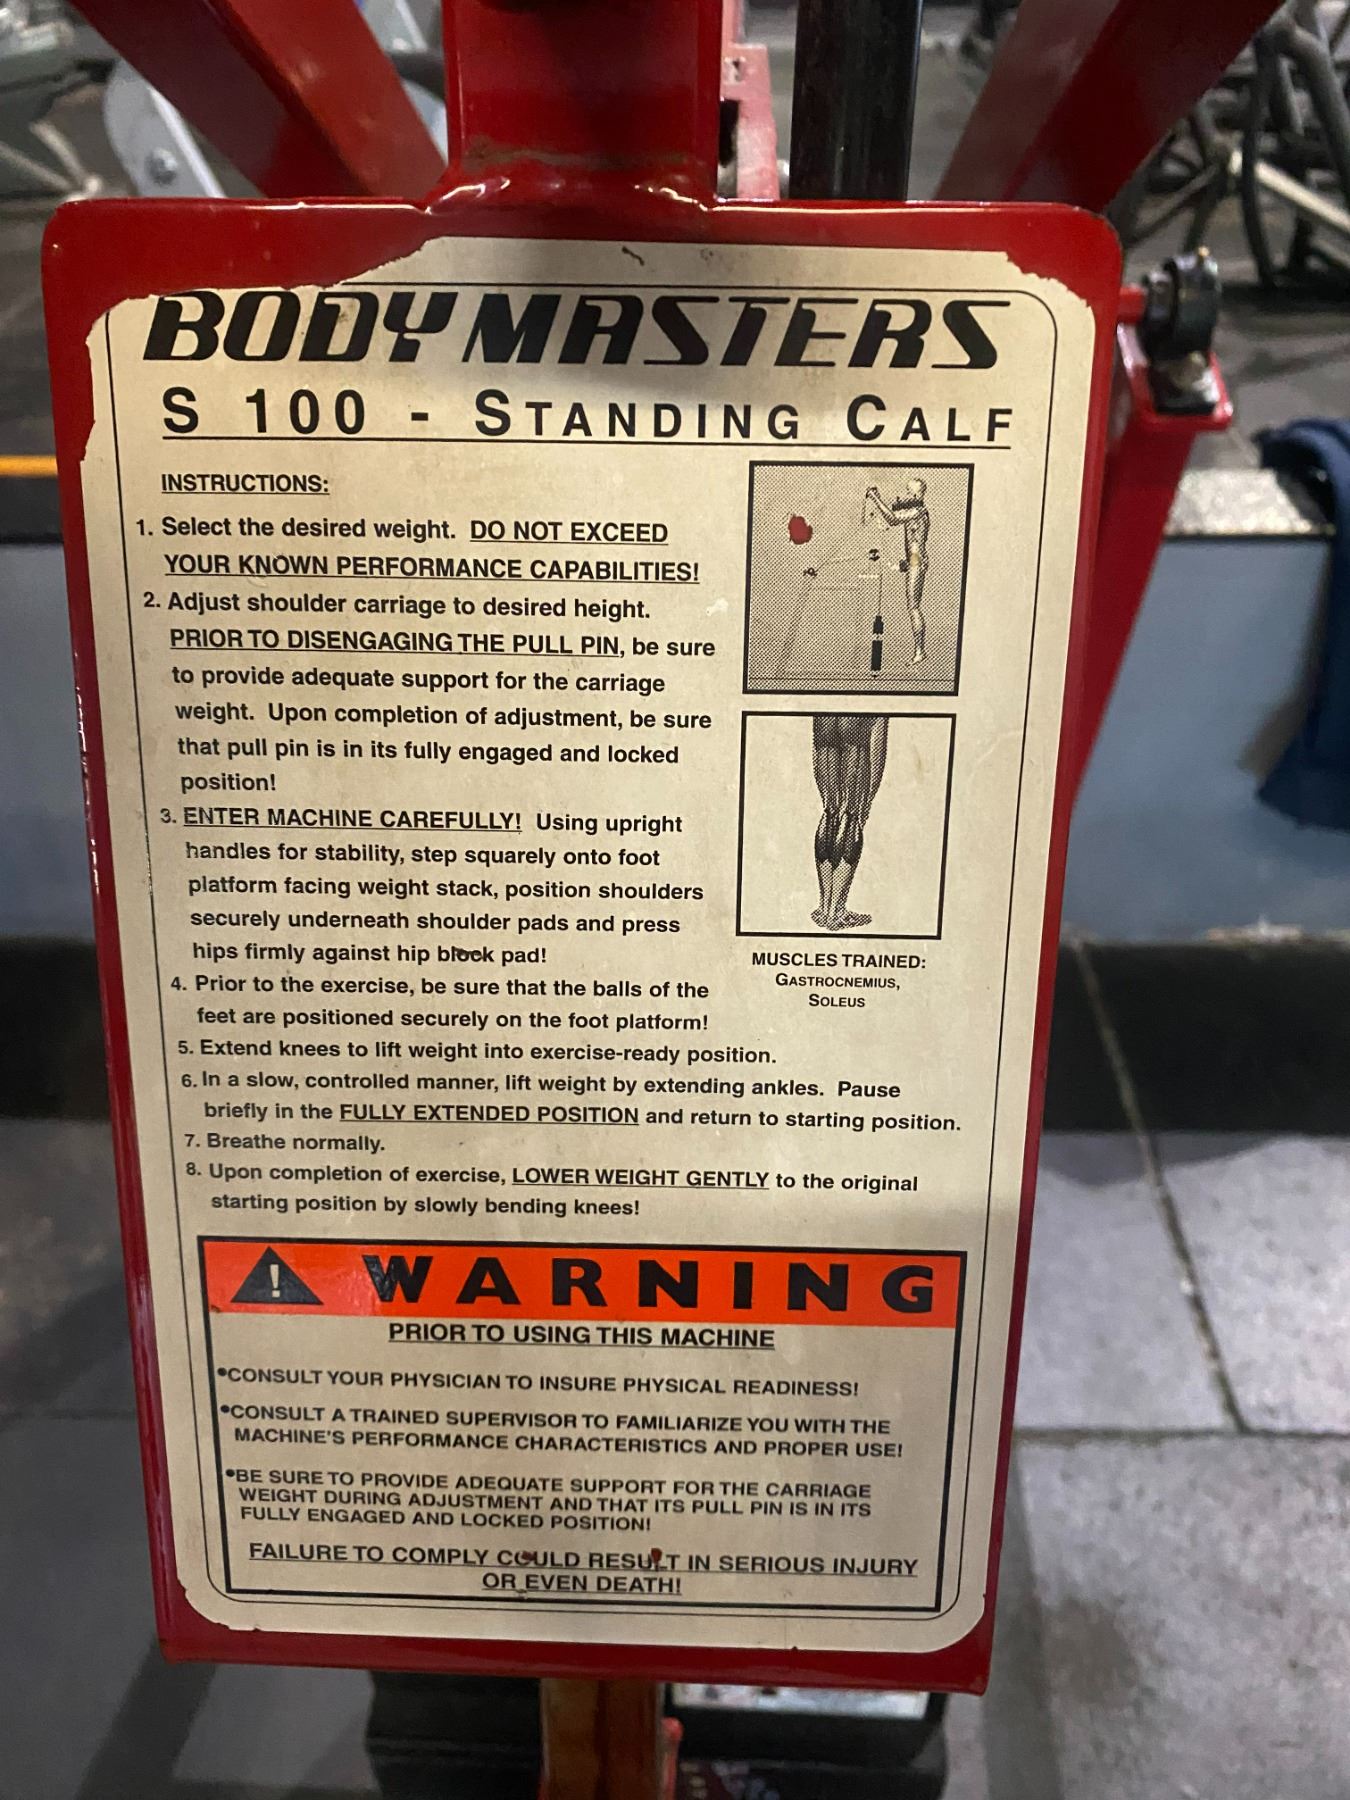 BODYMASTERS
S 100 - STANDING CALF
INSTRUCTIONS:
1. Select the desired weight. DO NOT EXCEED
YOUR KNOWN PERFORMANCE CAPABILITIES!
2. Adjust shoulder carriage to desired height.
PRIOR TO DISENGAGING THE PULL PIN, be sure
to provide adequate support for the carriage
weight. Upon completion of adjustment, be sure
that pull pin is in its fully engaged and locked
position!
3. ENTER MACHINE CAREFULLY! Using upright
handles for stability, step squarely onto foot
platform facing weight stack, position shoulders
securely underneath shoulder pads and press
hips firmly against hip block pad!
4. Prior to the exercise, be sure that the balls of the
feet are positioned securely on the foot platform!
5. Extend knees to lift weight into exercise-ready position.
6. In a slow, controlled manner, lift weight by extending ankles. Pause
briefly in the FULLY EXTENDED POSITION and return to starting position.
7. Breathe normally.
8. Upon completion of exercise, LOWER WEIGHT GENTLY to the original
starting position by slowly bending knees!
MUSCLES TRAINED:
GASTROCNEMIUS,
SOLEUS
! WARNING
PRIOR TO USING THIS MACHINE
•CONSULT YOUR PHYSICIAN TO INSURE PHYSICAL READINESS!
•CONSULT A TRAINED SUPERVISOR TO FAMILIARIZE YOU WITH THE
MACHINE'S PERFORMANCE CHARACTERISTICS AND PROPER USE!
•BE SURE TO PROVIDE ADEQUATE SUPPORT FOR THE CARRIAGE
WEIGHT DURING ADJUSTMENT AND THAT ITS PULL PIN IS IN ITS
FULLY ENGAGED AND LOCKED POSITION!
FAILURE TO COMPLY COULD RESULT IN SERIOUS INJURY
OR EVEN DEATH!